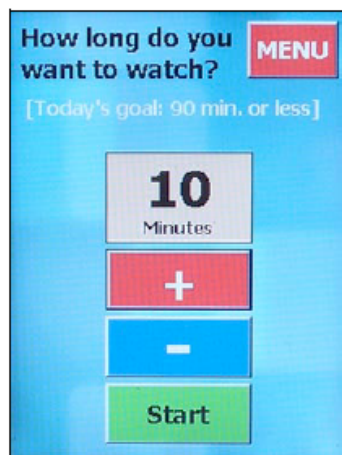 How long do you
want to watch?
MENU
[Today's goal: 90 min. or less]
10
Minutes
+
-
Start